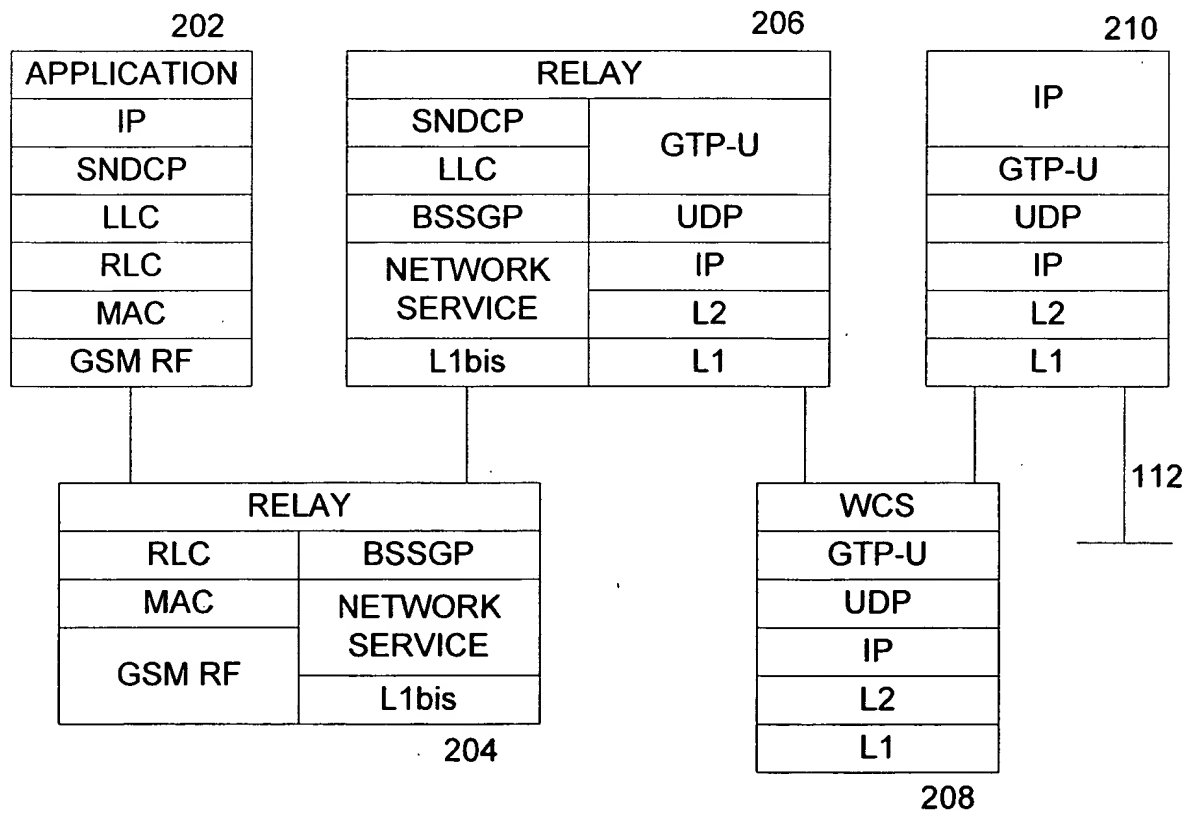 202
APPLICATION
IP
SNDCP
LLC
RLC
MAC
GSM RF
206
RELAY
SNDCP
LLC
BSSGP
NETWORK
SERVICE
L1bis
GTP-U
UDP
IP
L2
L1
210
IP
GTP-U
UDP
IP
L2
L1
112
RELAY
RLC
MAC
GSM RF
BSSGP
NETWORK
SERVICE
L1bis
204
WCS
GTP-U
UDP
IP
L2
L1
208